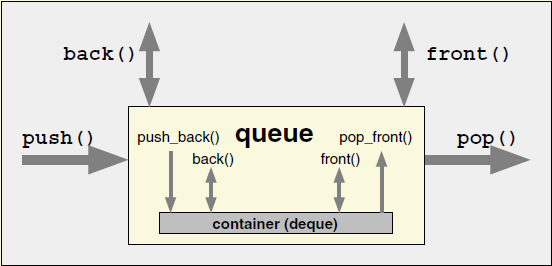 back()
front()
push()
push_back() queue pop_front()
pop()
back()
front()
container (deque)